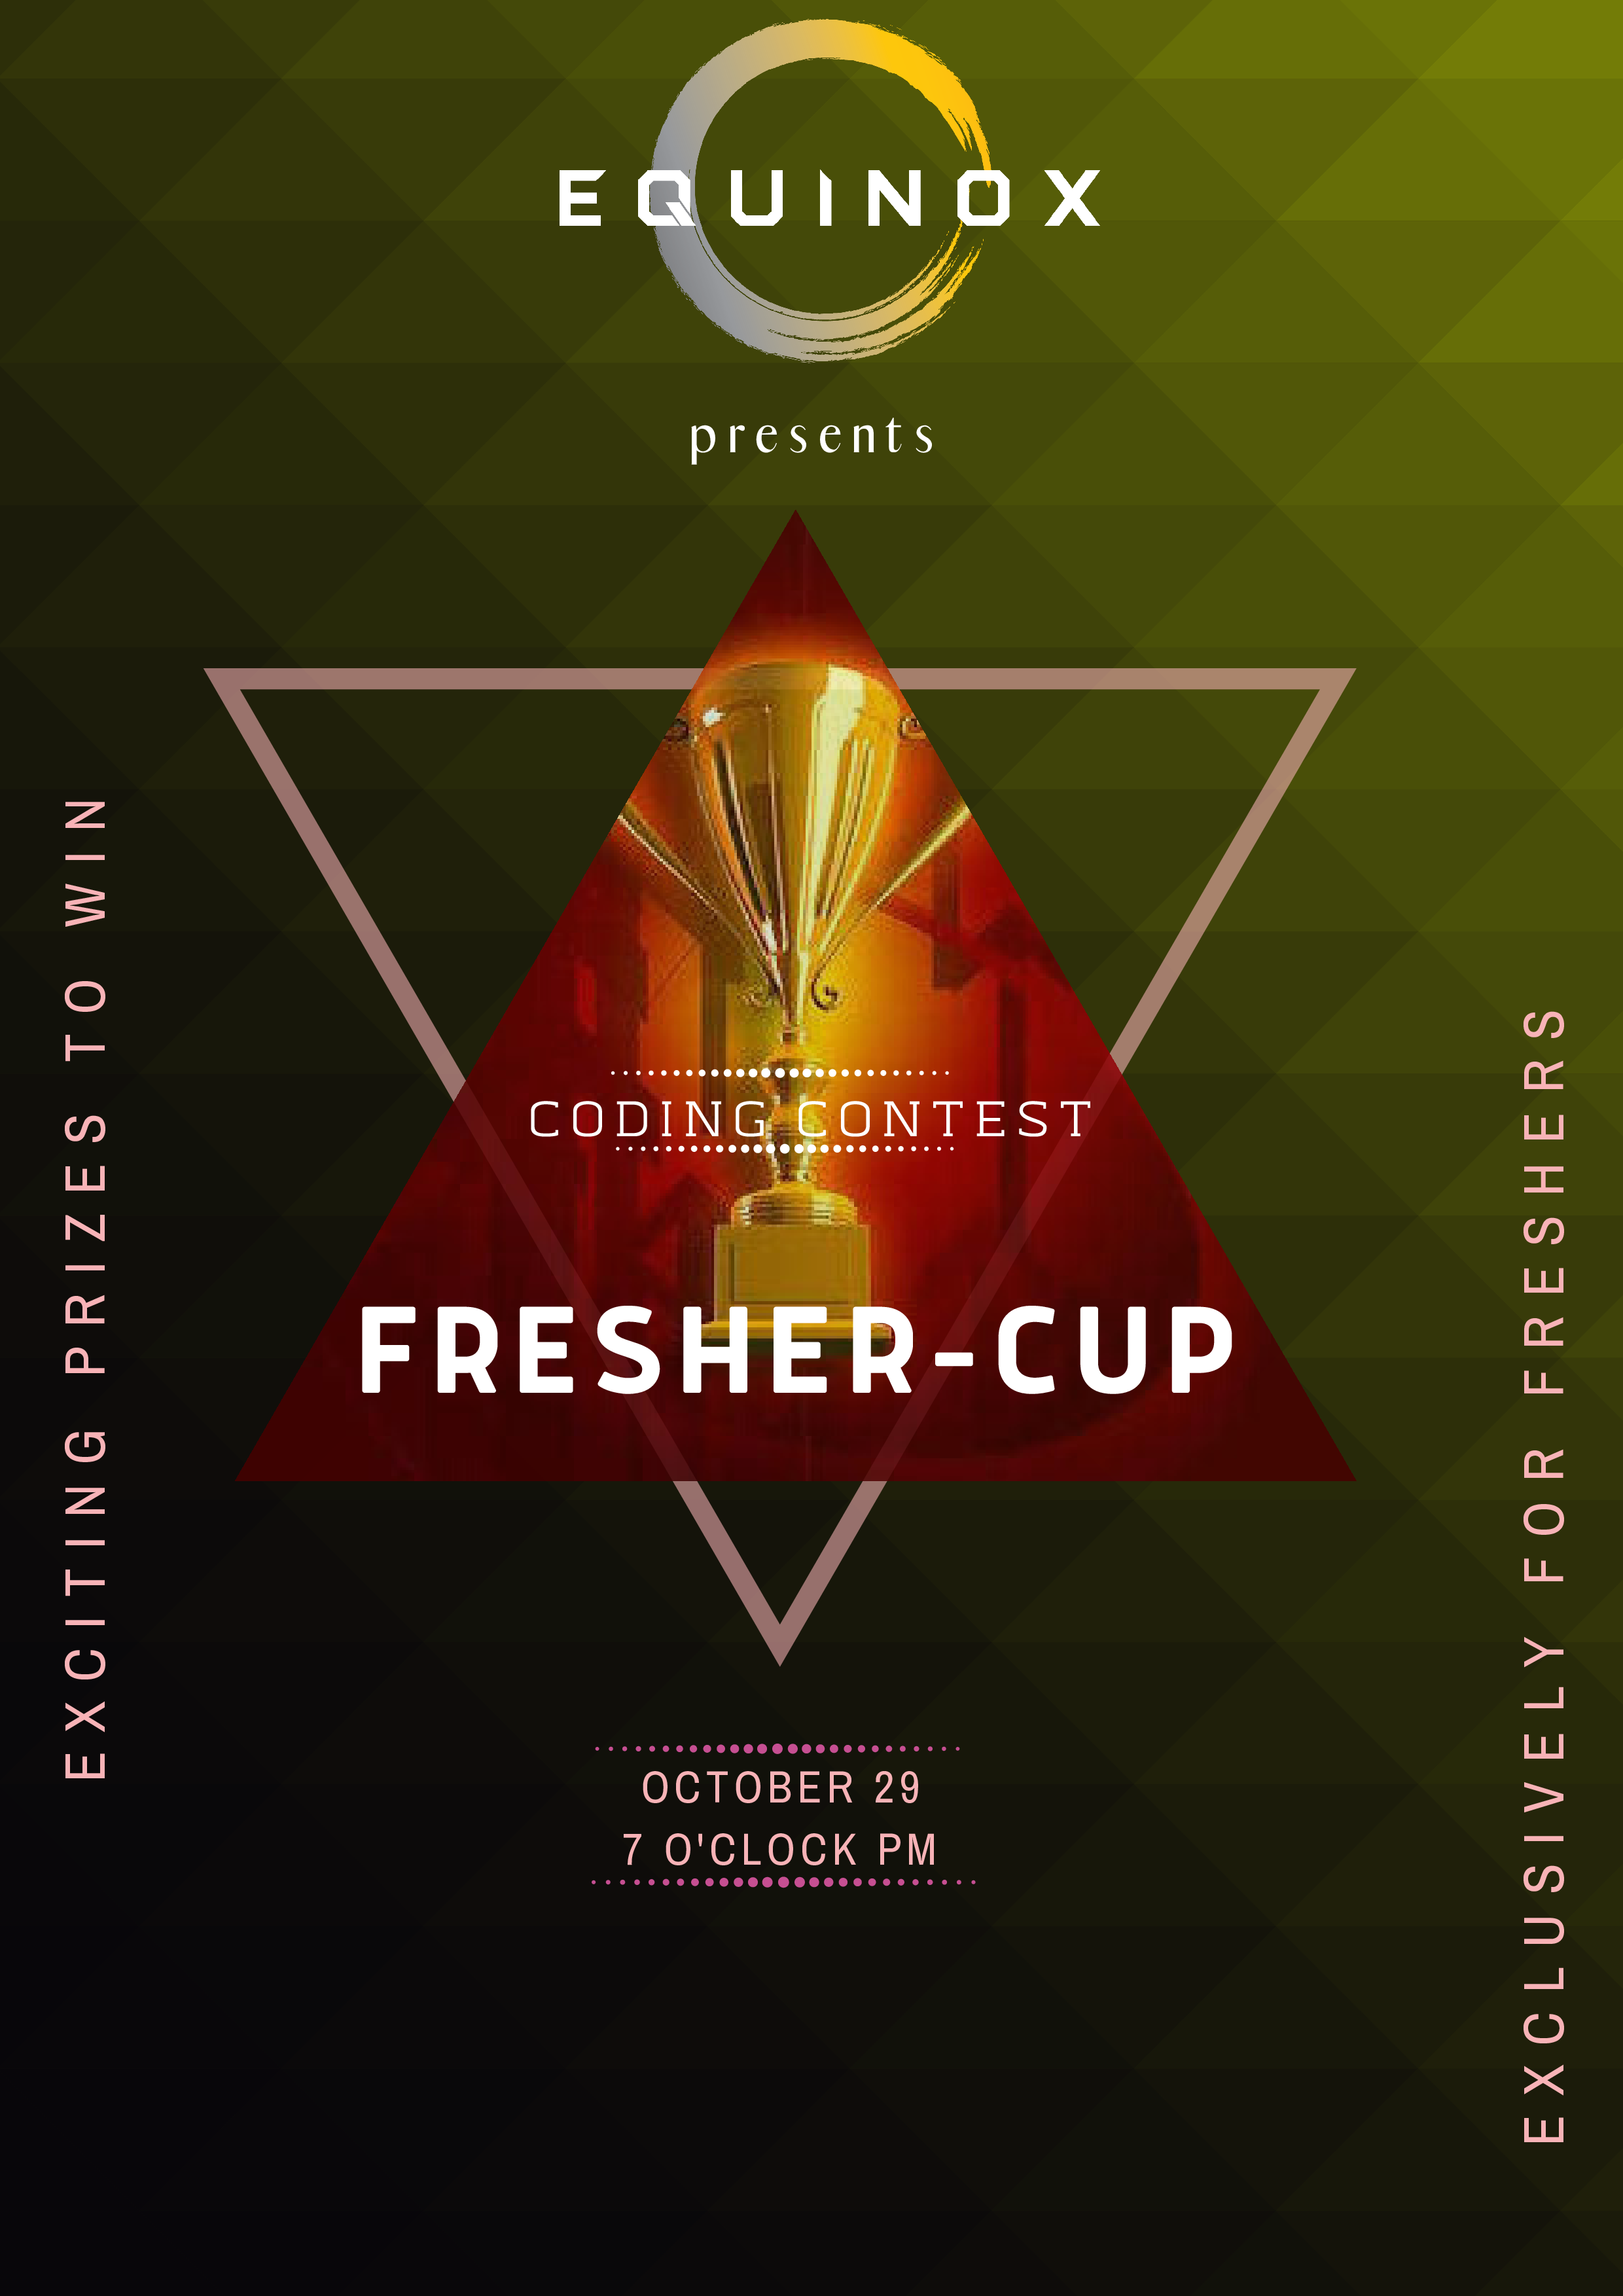 EQUINOX
presents
EXCITING PRIZES TO WIN
CODING CONTEST
FRESHER-CUP
EXCLUSIVELY FOR FRESHERS
OCTOBER 29
7 O'CLOCK PM